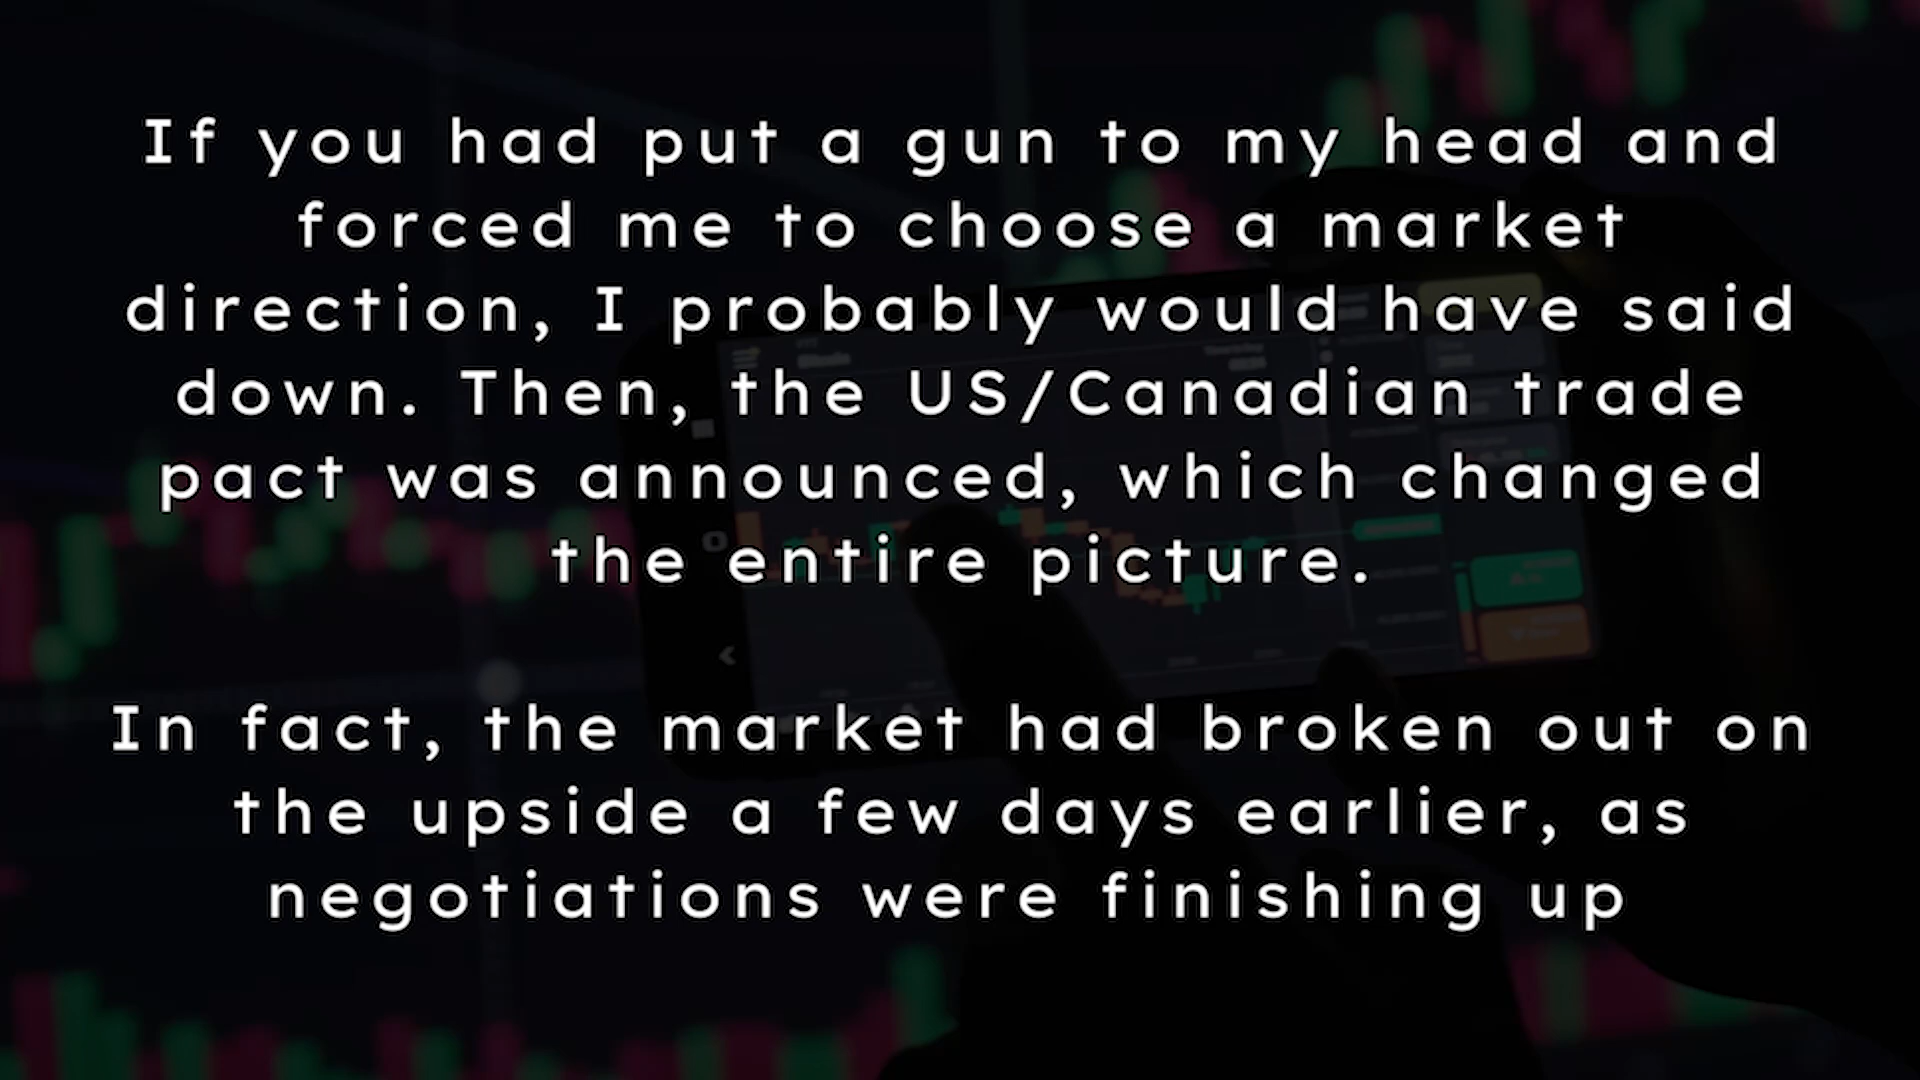 If you had put a gun to my head and
forced me to choose a market
direction, I probably would have said
down. Then, the US/Canadian trade
pact was announced, which changed
the entire picture.
In fact, the market had broken out on
the upside a few days earlier, as
negotiations were finishing up